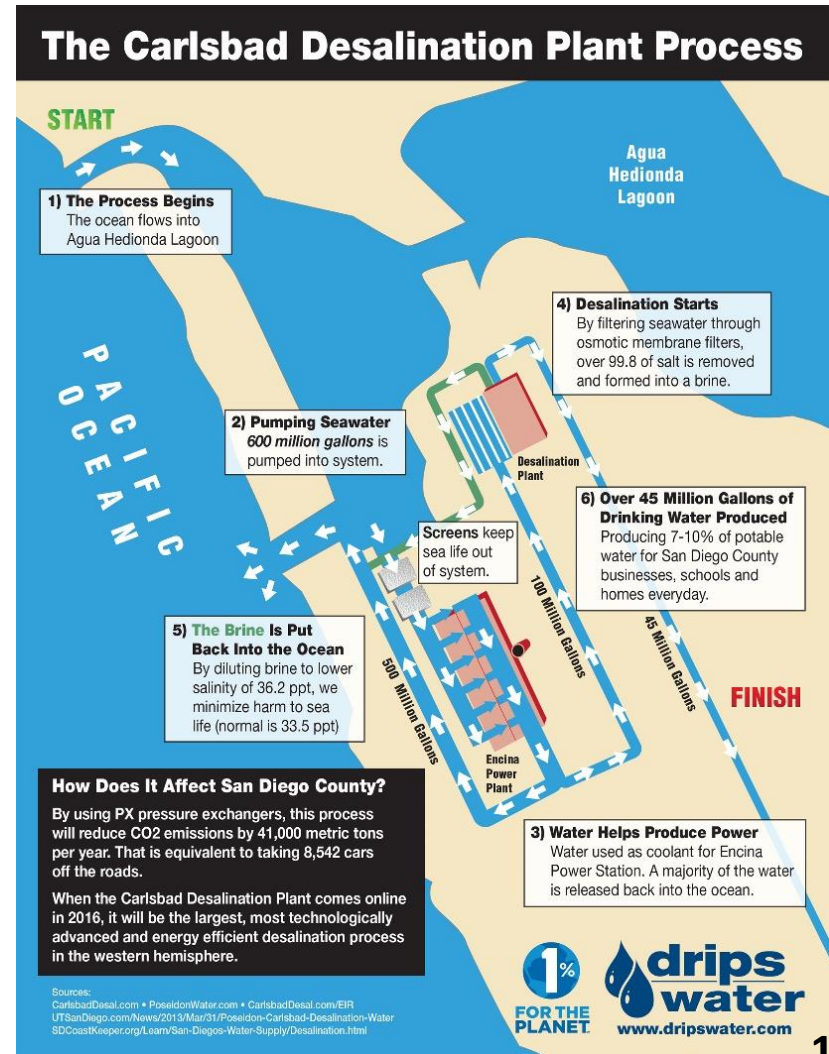 The Carlsbad Desalination Plant Process
START
Agua
Hedionda
Lagoon
1) The Process Begins
The ocean flows into
Agua Hedionda Lagoon
PACIFIC
OCEAN
2) Pumping Seawater
600 million gallons is
pumped into system.
4) Desalination Starts
By filtering seawater through
osmotic membrane filters,
over 99.8 of salt is removed
and formed into a brine.
Desalination
Plant
Screens keep
sea life out
of system.
6) Over 45 Million Gallons of
Drinking Water Produced
Producing 7-10% of potable
water for San Diego County
businesses, schools and
homes everyday.
5) The Brine Is Put
Back Into the Ocean
By diluting brine to lower
salinity of 36.2 ppt, we
minimize harm to sea
life (normal is 33.5 ppt)
500 Million Gallons
100 Million Gallons
45 Million Gallons
FINISH
Encina
Power
Plant
How Does It Affect San Diego County?
By using PX pressure exchangers, this process
will reduce CO2 emissions by 41,000 metric tons
per year. That is equivalent to taking 8,542 cars
off the roads.
When the Carlsbad Desalination Plant comes online
in 2016, it will be the largest, most technologically
advanced and energy efficient desalination process
in the western hemisphere.
3) Water Helps Produce Power
Water used as coolant for Encina
Power Station. A majority of the water
is released back into the ocean.
Sources:
CarlsbadDesal.com • PoseidonWater.com • CarlsbadDesal.com/EIR
UTSanDiego.com/News/2013/Mar/31/Poseidon-Carlsbad-Desalination-Water
SDCoastKeeper.org/Learn/San-Diegos-Water-Supply/Desalination.html
1%
FOR THE
PLANET
drips
water
www.dripswater.com
1